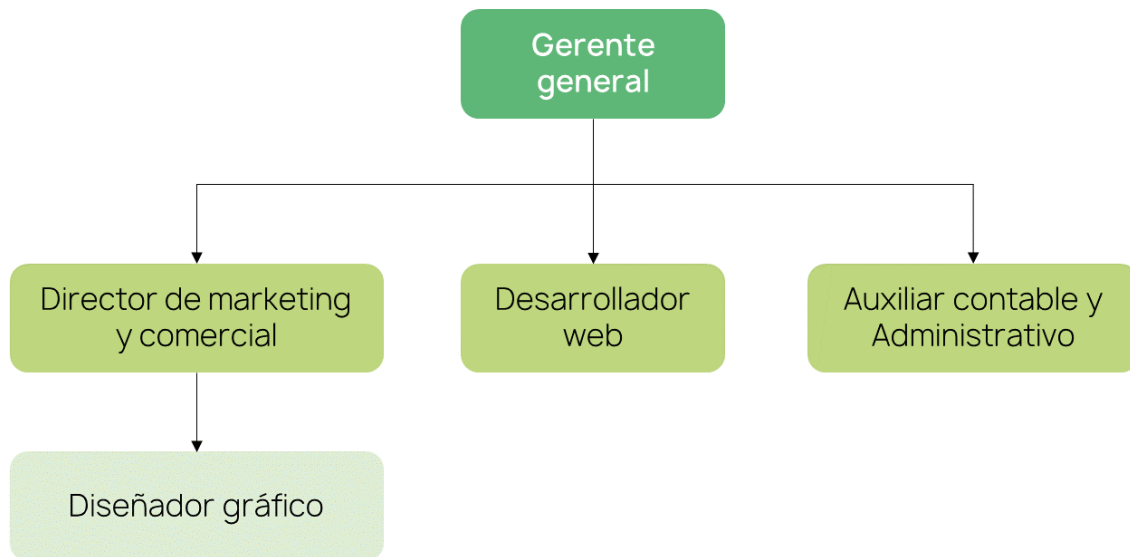 Gerente
general
Director de marketing
y comercial
Desarrollador
web
Auxiliar contable y
Administrativo
Diseñador gráfico